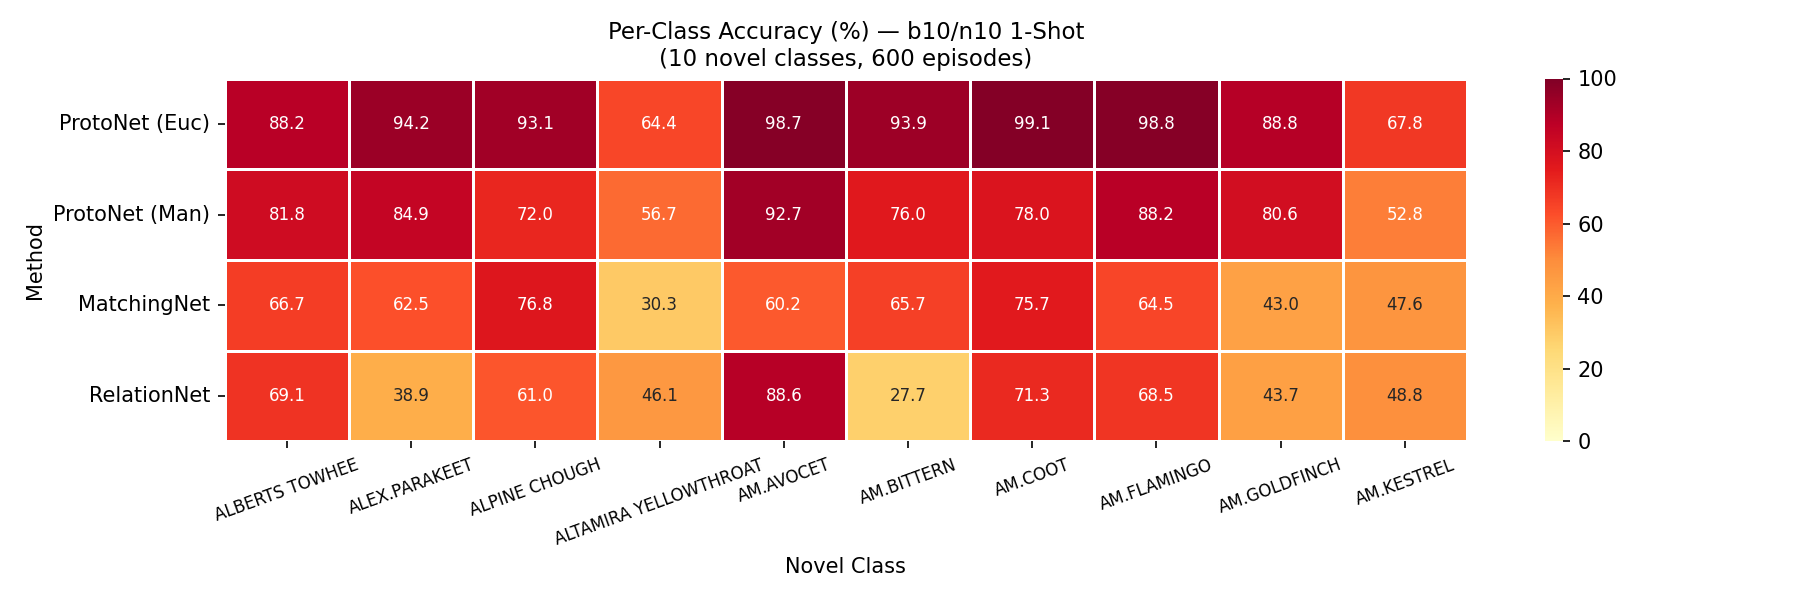 Per-Class Accuracy (%) — b10/n10 1-Shot
(10 novel classes, 600 episodes)
Method
ProtoNet (Euc) 88.2 94.2 93.1 64.4 98.7 93.9 99.1 98.8 88.8 67.8
ProtoNet (Man) 81.8 84.9 72.0 56.7 92.7 76.0 78.0 88.2 80.6 52.8
MatchingNet 66.7 62.5 76.8 30.3 60.2 65.7 75.7 64.5 43.0 47.6
RelationNet 69.1 38.9 61.0 46.1 88.6 27.7 71.3 68.5 43.7 48.8
ALBERTS TOWHEE
ALEX.PARAKEET
ALPINE CHOUGH
ALTAMIRA YELLOWTHROAT
AM.AVOCET
AM.BITTERN
AM.COOT
AM.FLAMINGO
AM.GOLDFINCH
AM.KESTREL
Novel Class
100
80
60
40
20
0